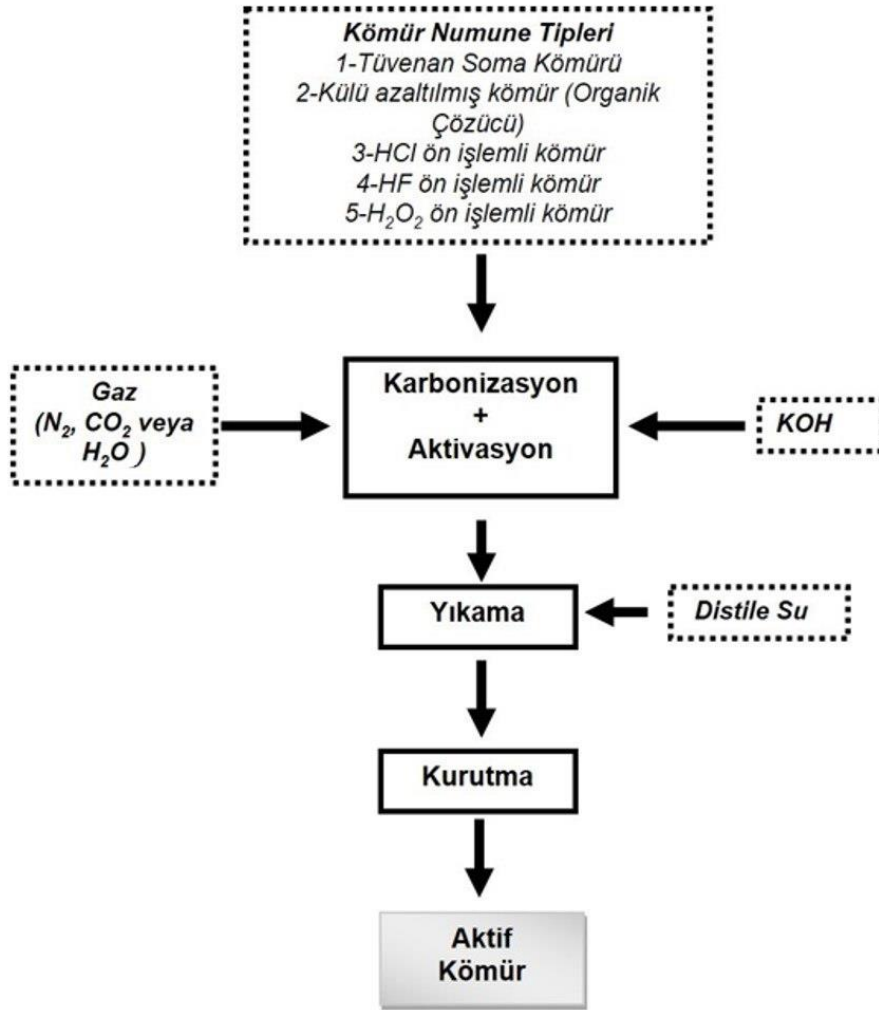 Kömür Numune Tipleri
1-Tüvenan Soma Kömürü
2-Külü azaltılmış kömür (Organik
Çözücü)
3-HCl ön işlemli kömür
4-HF ön işlemli kömür
5-H₂O₂ ön işlemli kömür
Gaz
(N₂, CO₂ veya
H₂O )
Karbonizasyon
+
Aktivasyon
KOH
Yıkama
Distile Su
Kurutma
Aktif
Kömür